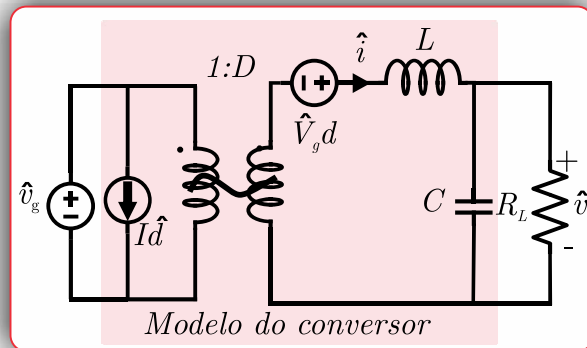 1:D
î
L
+ −
V̂gd
v̂g
+
−
Id̂
C
RL
+
v̂
-
Modelo do conversor